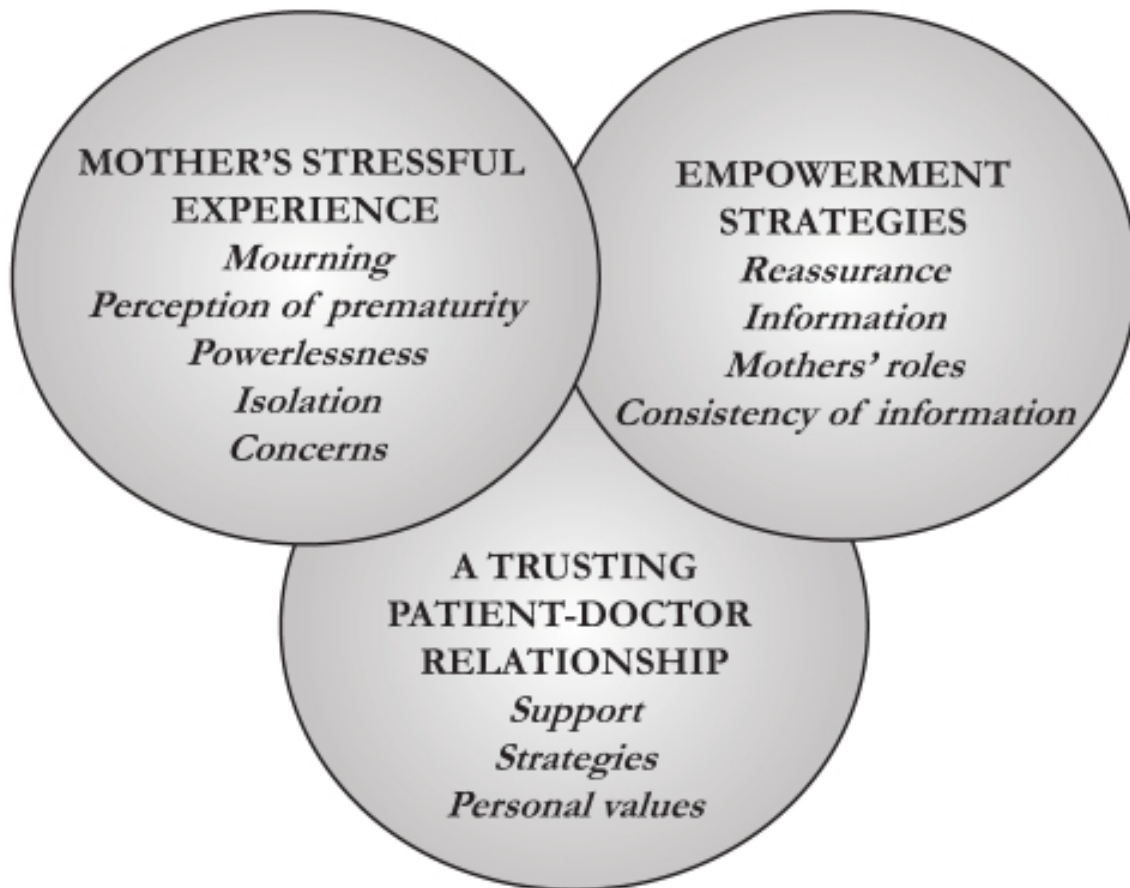 MOTHER'S STRESSFUL
EXPERIENCE
Mourning
Perception of prematurity
Powerlessness
Isolation
Concerns
EMPOWERMENT
STRATEGIES
Reassurance
Information
Mothers' roles
Consistency of information
A TRUSTING
PATIENT-DOCTOR
RELATIONSHIP
Support
Strategies
Personal values